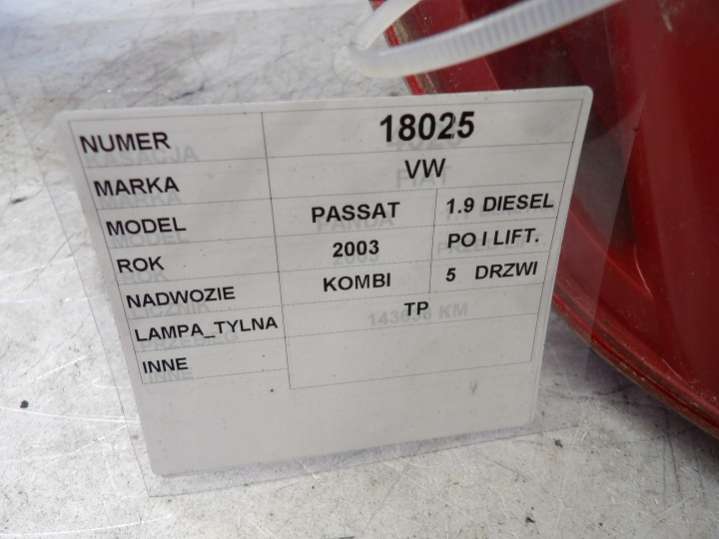 NUMER 18025
MARKA VW
MODEL PASSAT 1.9 DIESEL
ROK 2003 PO I LIFT.
NADWOZIE KOMBI 5 DRZWI
LAMPA_TYLNA TP
INNE